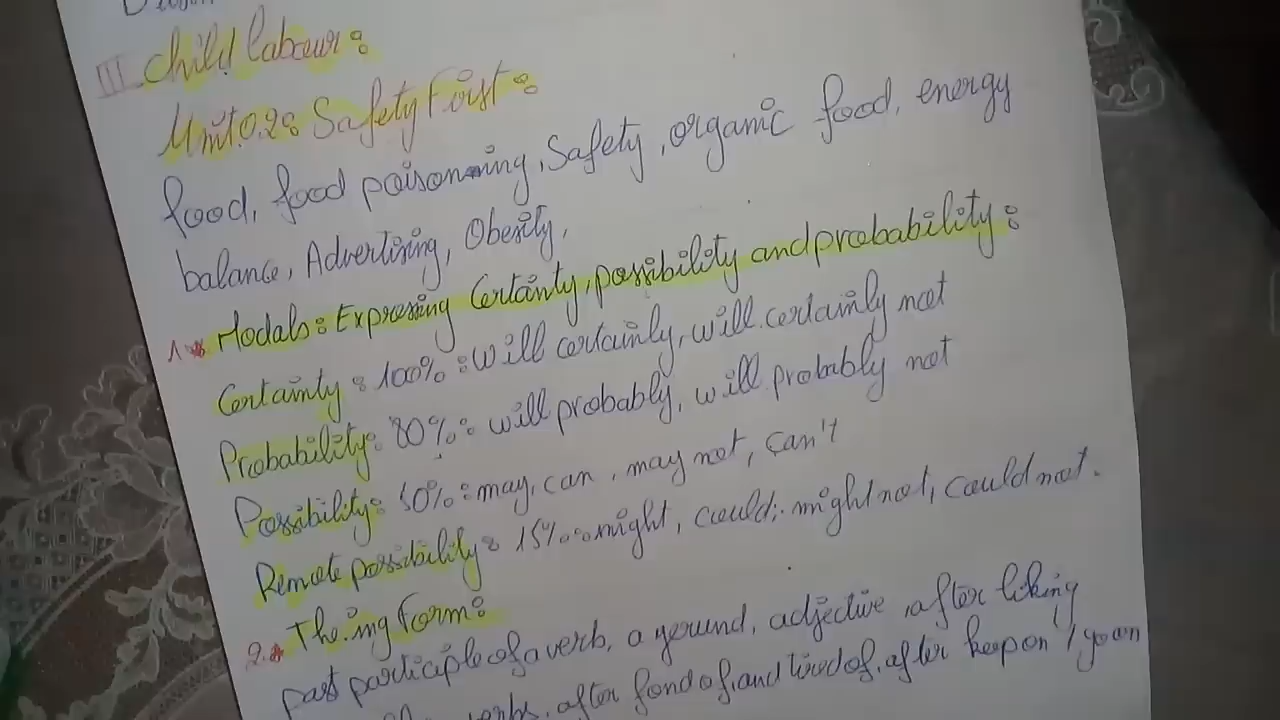 III Child labour:
Unit 0.2: Safety First:
food, food poisoning, Safety, organic food, energy
balance, Advertising, Obesity,
1. Modals: Expressing Certainty, possibility and probability:
Certainty: 100%: will certainly, will certainly not
Probability: 80%: will probably, will probably not
Possibility: 50%: may, can, may not, can't
Remote possibility: 15%: might, could; might not, could not.
2. The.ing form:
past participle of a verb, a gerund, adjective, after liking
verbs, after fond of, and tired of, after keep on / go on